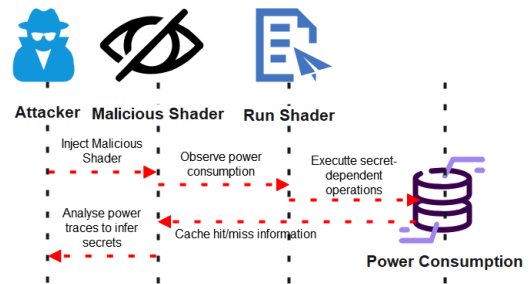 Attacker
Malicious Shader
Run Shader
Inject Malicious
Shader
Observe power
consumption
Executte secret-
dependent
operations
Analyse power
traces to infer
secrets
Cache hit/miss information
Power Consumption